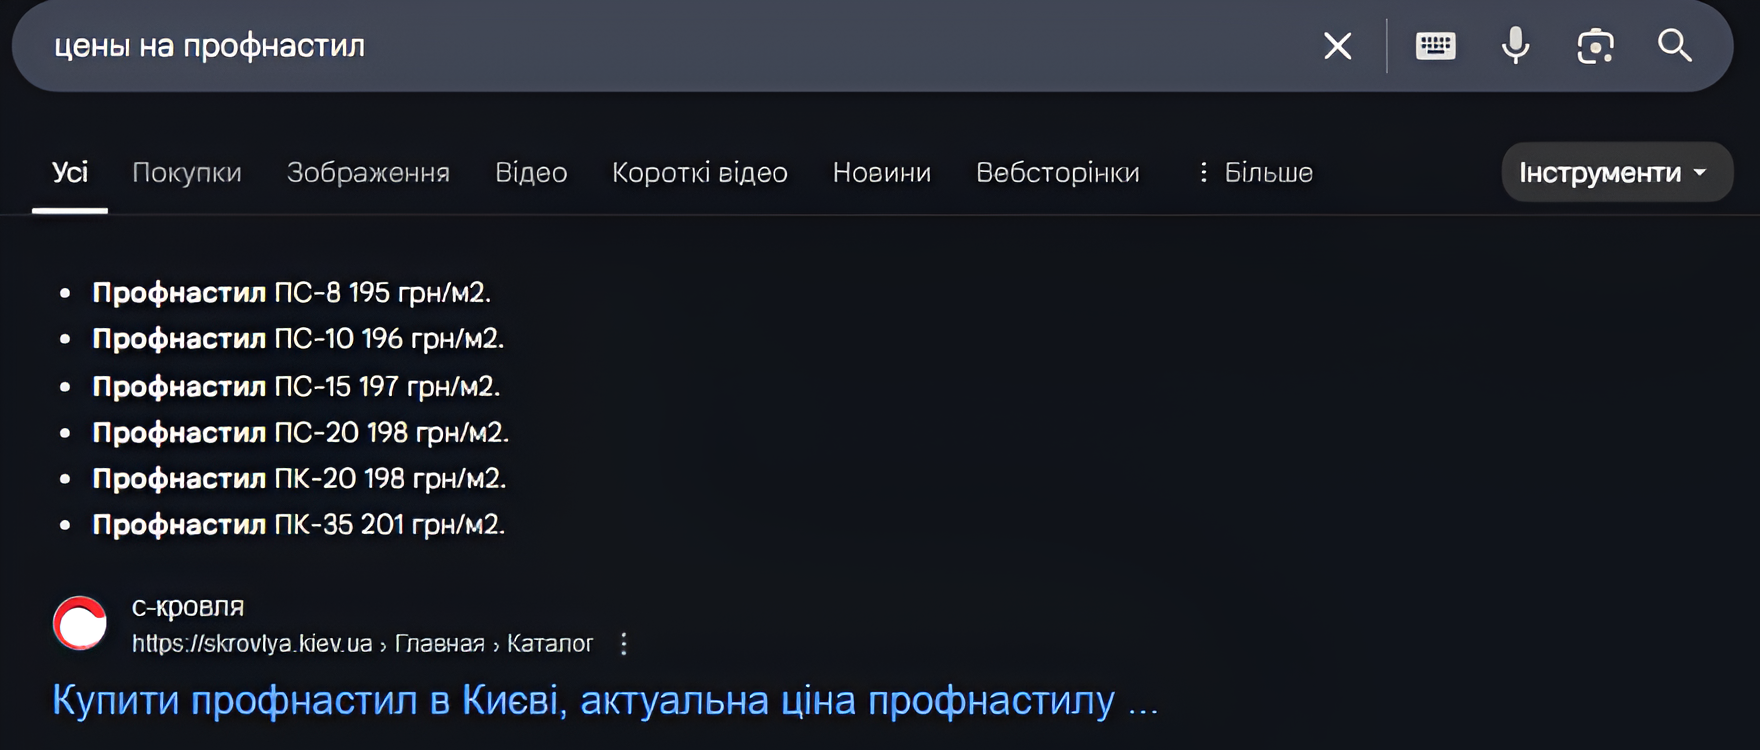 цены на профнастил
Усі Покупки Зображення Відео Короткі відео Новини Вебсторінки Більше Інструменти
• Профнастил ПС-8 195 грн/м2.
• Профнастил ПС-10 196 грн/м2.
• Профнастил ПС-15 197 грн/м2.
• Профнастил ПС-20 198 грн/м2.
• Профнастил ПК-20 198 грн/м2.
• Профнастил ПК-35 201 грн/м2.
с-кровля
https://skrovlya.kiev.ua › Главная › Каталог
Купити профнастил в Києві, актуальна ціна профнастилу ...